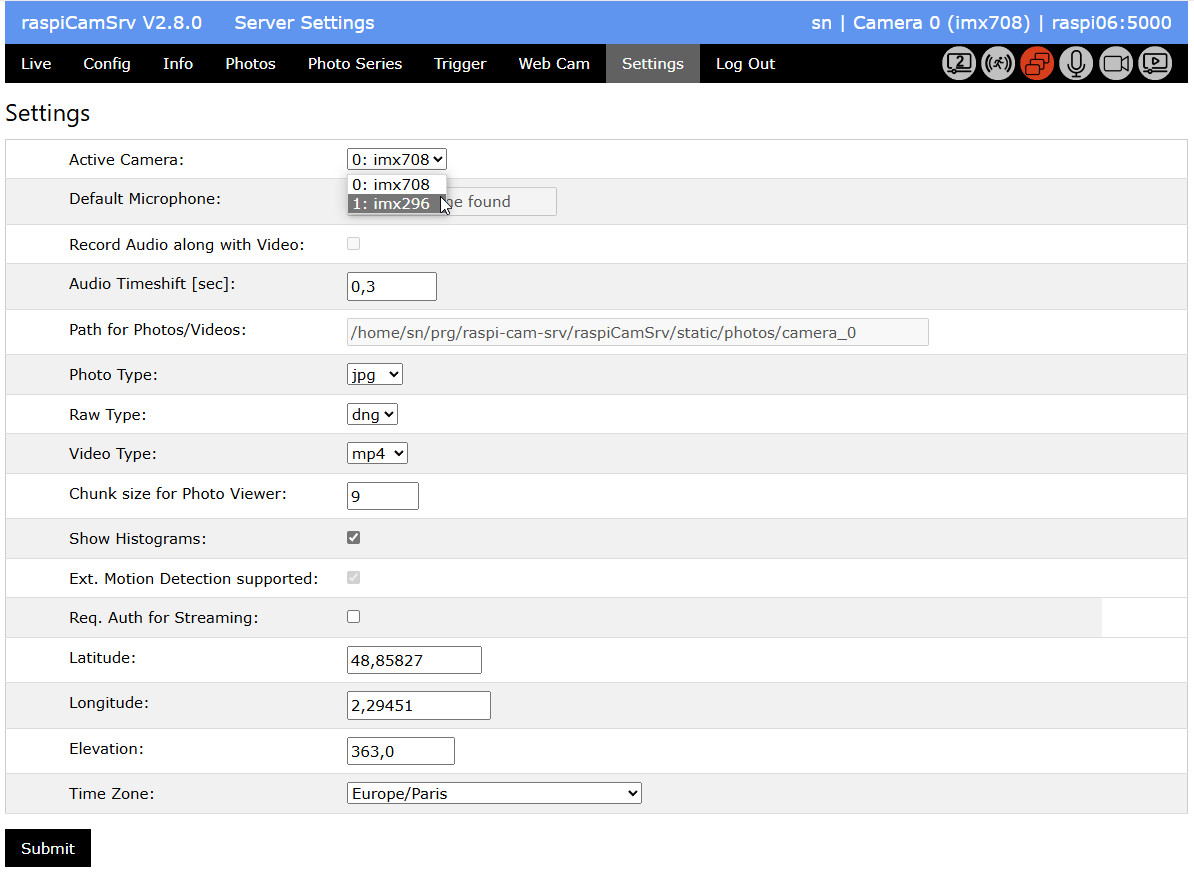 raspiCamSrv V2.8.0 Server Settings sn | Camera 0 (imx708) | raspi06:5000
Live Config Info Photos Photo Series Trigger Web Cam Settings Log Out 2
Settings
Active Camera: 0: imx708
0: imx708
Default Microphone: 1: imx296 found
Record Audio along with Video:
Audio Timeshift [sec]: 0,3
Path for Photos/Videos: /home/sn/prg/raspi-cam-srv/raspiCamSrv/static/photos/camera_0
Photo Type: jpg
Raw Type: dng
Video Type: mp4
Chunk size for Photo Viewer: 9
Show Histograms:
Ext. Motion Detection supported:
Req. Auth for Streaming:
Latitude: 48,85827
Longitude: 2,29451
Elevation: 363,0
Time Zone: Europe/Paris
Submit